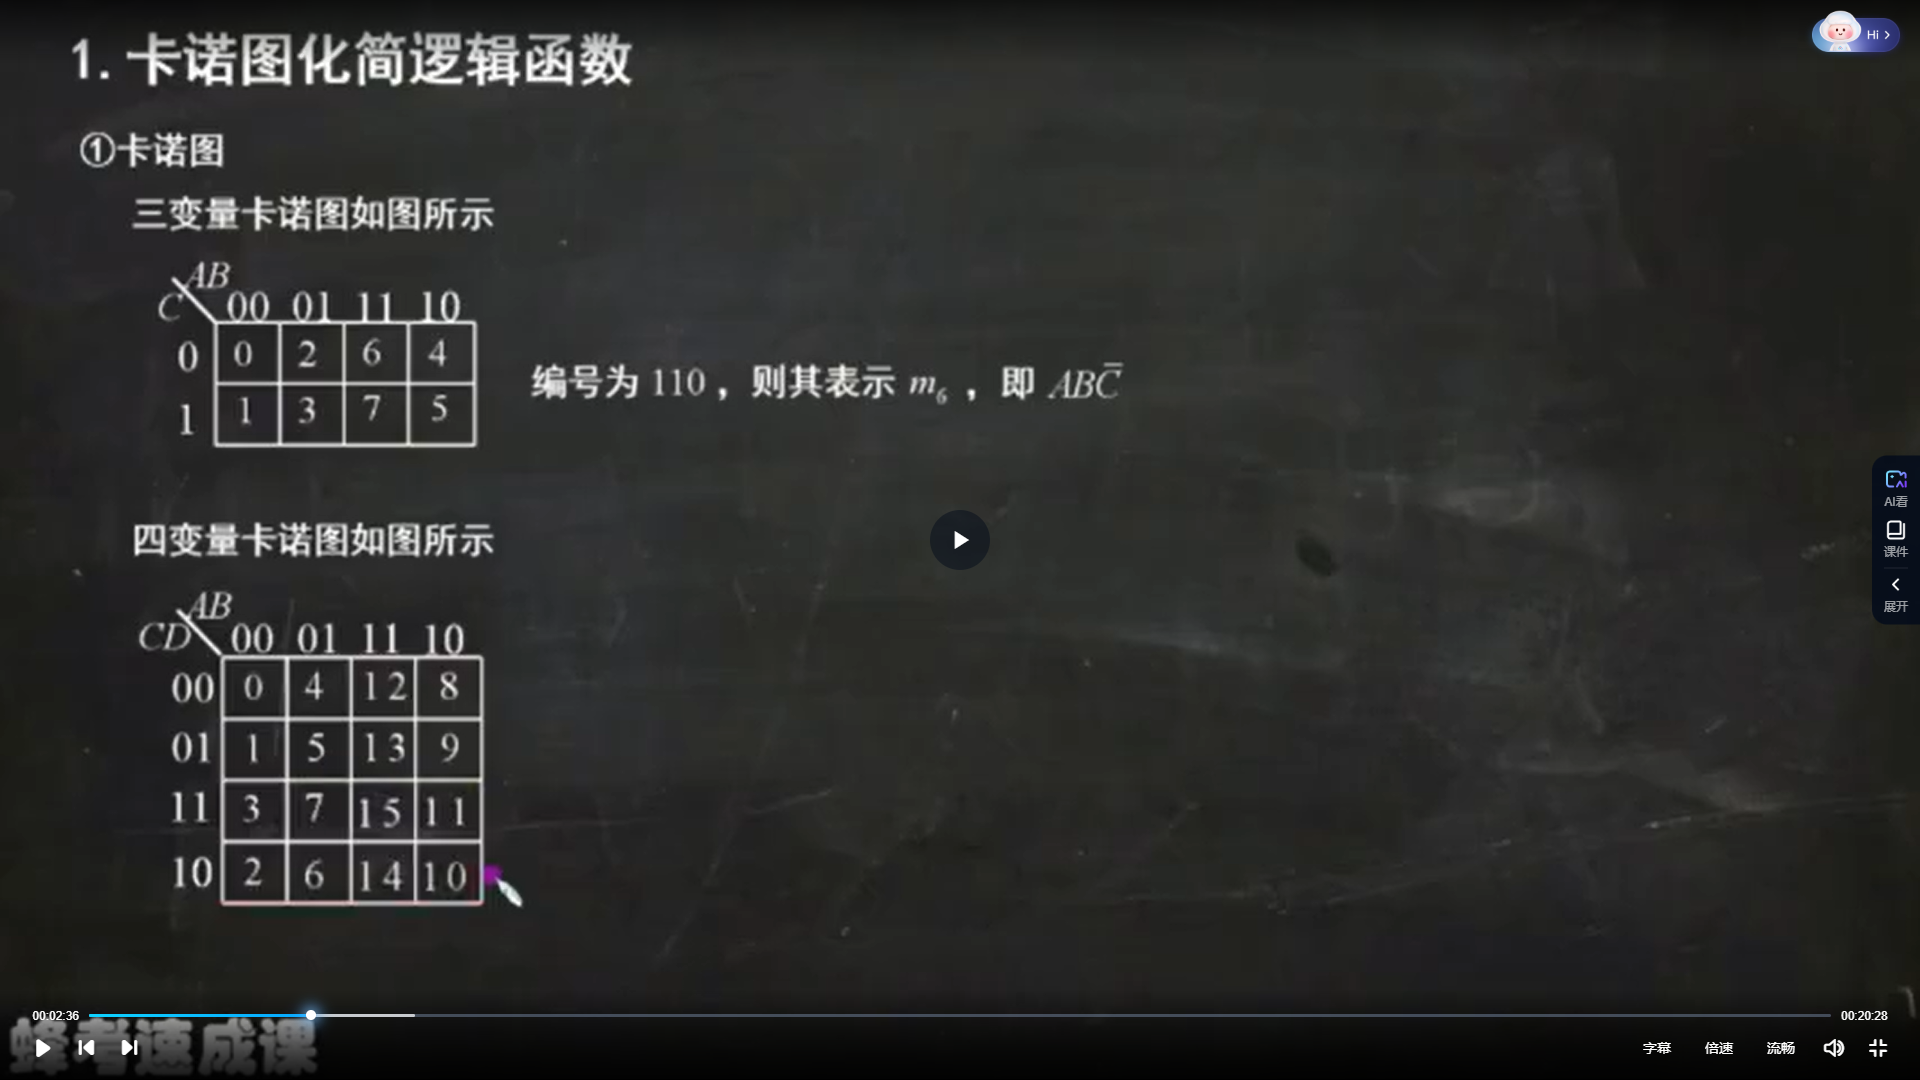 1. 卡诺图化简逻辑函数
Hi
①卡诺图
三变量卡诺图如图所示
AB
C 00 01 11 10
0 0 2 6 4
1 1 3 7 5
编号为 110，则其表示 m₆，即 ABC̅
AI看
课件
展开
四变量卡诺图如图所示
AB
CD 00 01 11 10
00 0 4 12 8
01 1 5 13 9
11 3 7 15 11
10 2 6 14 10
00:02:36
00:20:28
蜂考速成课
字幕 倍速 流畅